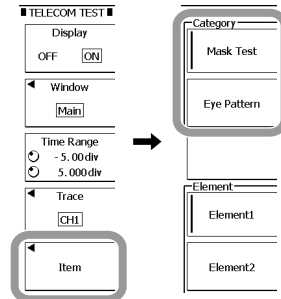 TELECOM TEST
Display
OFF ON
Window
Main
Time Range
- 5.00div
5.000div
Trace
CH1
Item
Category
Mask Test
Eye Pattern
Element
Element1
Element2